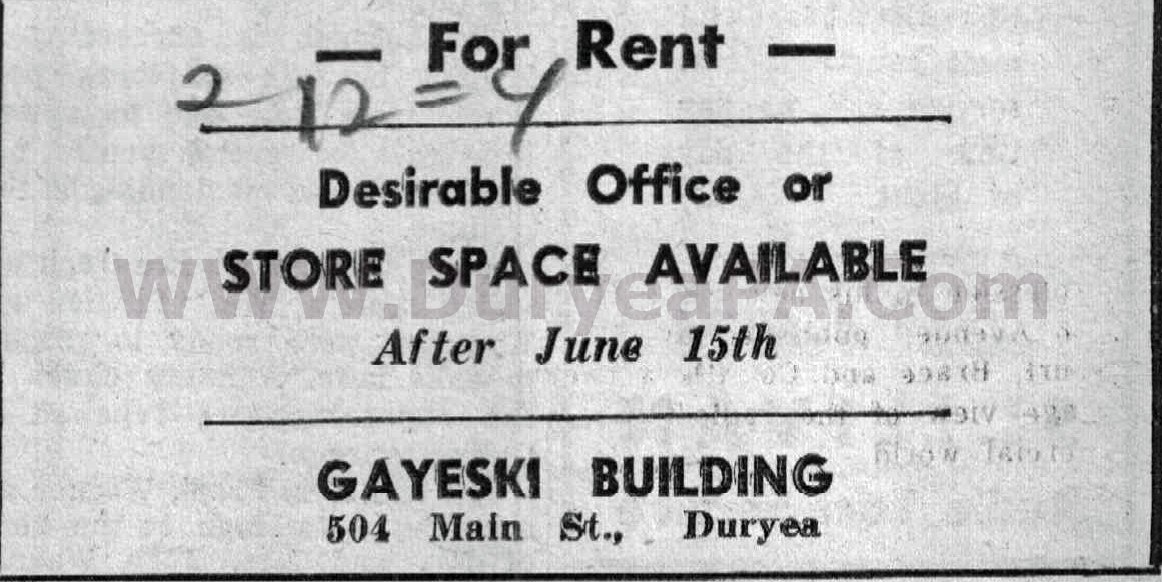 — For Rent —
2 12 = 4
Desirable Office or
STORE SPACE AVAILABLE
www.DuryeaPA.Com
After June 15th
GAYESKI BUILDING
504 Main St., Duryea